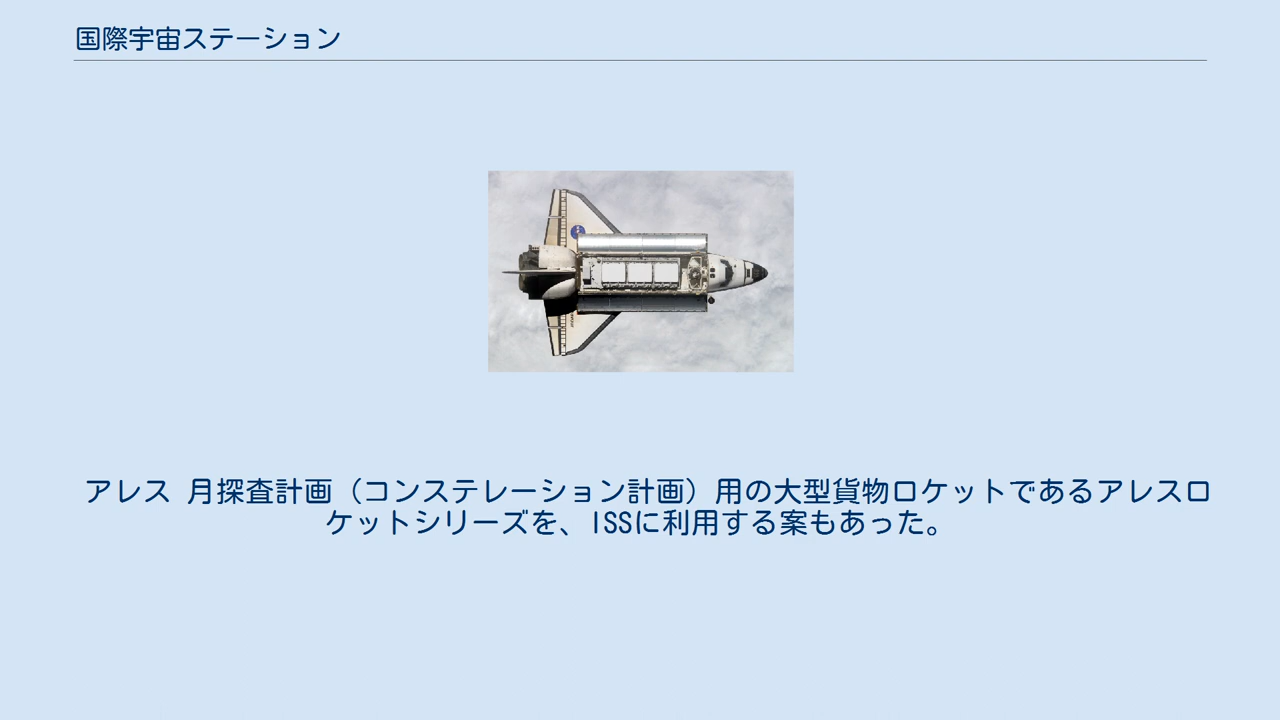 国際宇宙ステーション
アレス 月探査計画（コンステレーション計画）用の大型貨物ロケットであるアレスロ
ケットシリーズを、ISSに利用する案もあった。